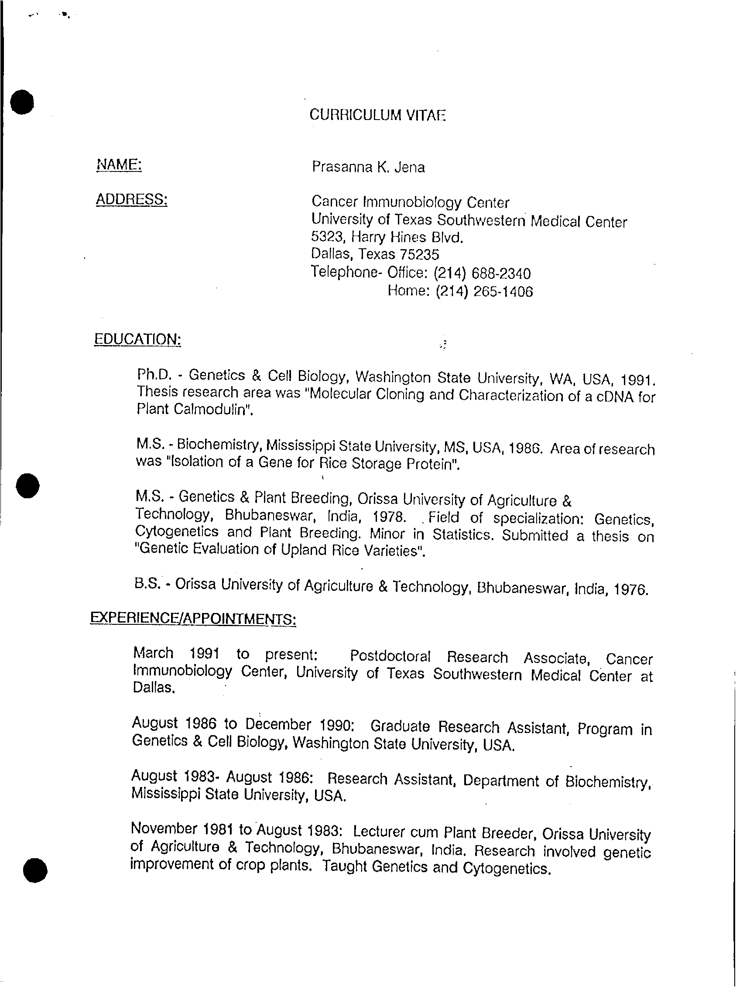 CURRICULUM VITAE
NAME:
Prasanna K. Jena
ADDRESS:
Cancer Immunobiology Center
University of Texas Southwestern Medical Center
5323, Harry Hines Blvd.
Dallas, Texas 75235
Telephone- Office: (214) 688-2340
Home: (214) 265-1406
EDUCATION:
Ph.D. - Genetics & Cell Biology, Washington State University, WA, USA, 1991.
Thesis research area was "Molecular Cloning and Characterization of a cDNA for
Plant Calmodulin".
M.S. - Biochemistry, Mississippi State University, MS, USA, 1986. Area of research
was "Isolation of a Gene for Rice Storage Protein".
M.S. - Genetics & Plant Breeding, Orissa University of Agriculture &
Technology, Bhubaneswar, India, 1978. Field of specialization: Genetics,
Cytogenetics and Plant Breeding. Minor in Statistics. Submitted a thesis on
"Genetic Evaluation of Upland Rice Varieties".
B.S. - Orissa University of Agriculture & Technology, Bhubaneswar, India, 1976.
EXPERIENCE/APPOINTMENTS:
March 1991 to present: Postdoctoral Research Associate, Cancer
Immunobiology Center, University of Texas Southwestern Medical Center at
Dallas.
August 1986 to December 1990: Graduate Research Assistant, Program in
Genetics & Cell Biology, Washington State University, USA.
August 1983- August 1986: Research Assistant, Department of Biochemistry,
Mississippi State University, USA.
November 1981 to August 1983: Lecturer cum Plant Breeder, Orissa University
of Agriculture & Technology, Bhubaneswar, India. Research involved genetic
improvement of crop plants. Taught Genetics and Cytogenetics.